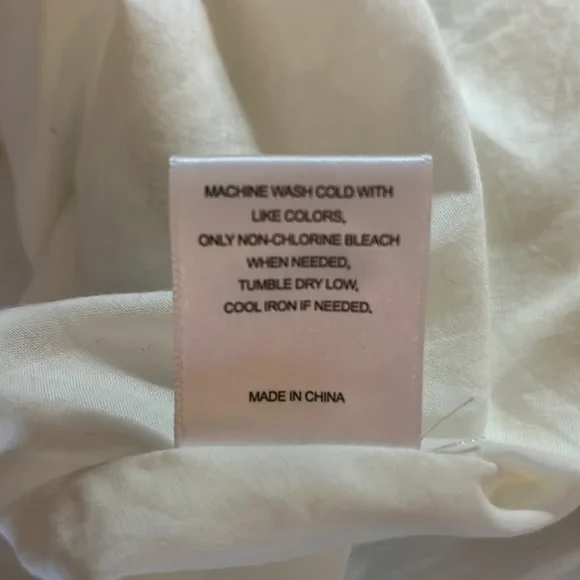 MACHINE WASH COLD WITH
LIKE COLORS,
ONLY NON-CHLORINE BLEACH
WHEN NEEDED,
TUMBLE DRY LOW,
COOL IRON IF NEEDED.
MADE IN CHINA